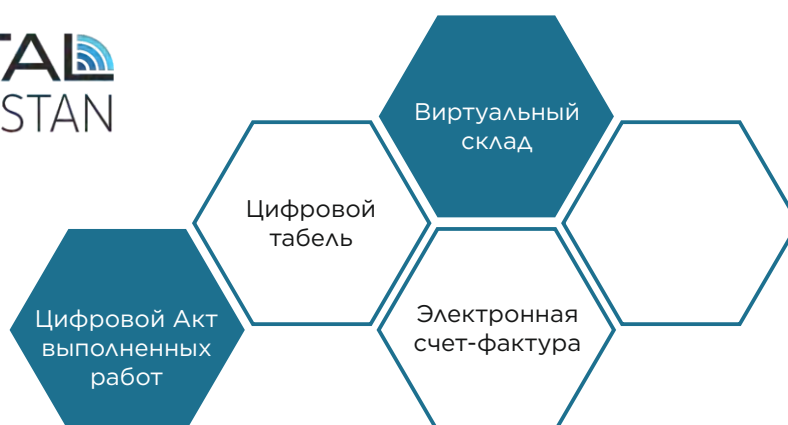 TAL
STAN
Виртуальный
склад
Цифровой
табель
Электронная
счет-фактура
Цифровой Акт
выполненных
работ